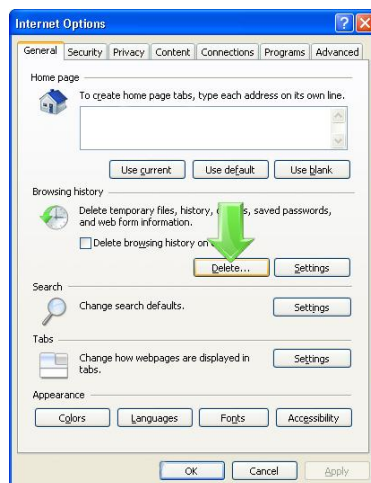 Internet Options
General Security Privacy Content Connections Programs Advanced
Home page
To create home page tabs, type each address on its own line.
Use current Use default Use blank
Browsing history
Delete temporary files, history, saved passwords,
and web form information.
Delete browsing history on
Delete... Settings
Search
Change search defaults. Settings
Tabs
Change how webpages are displayed in
tabs.
Settings
Appearance
Colors Languages Fonts Accessibility
OK Cancel Apply